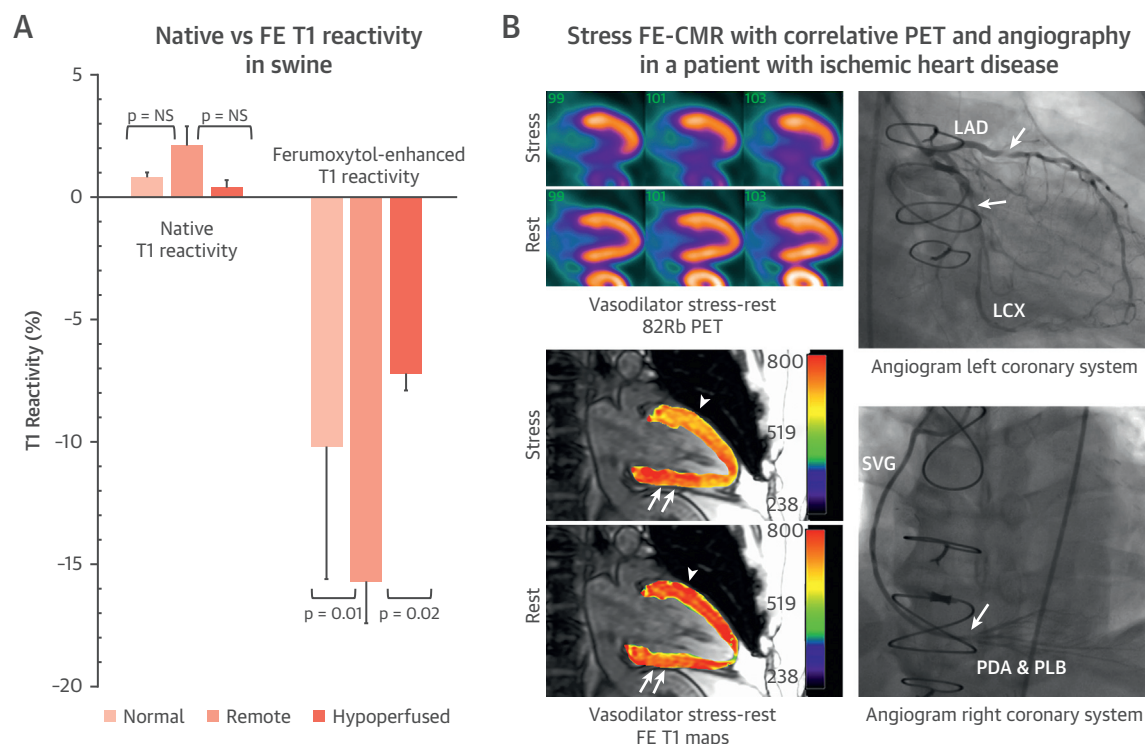 A
Native vs FE T1 reactivity
in swine
T1 Reactivity (%)
5
0
−5
−10
−15
−20
p = NS
p = NS
Native
T1 reactivity
Ferumoxytol-enhanced
T1 reactivity
p = 0.01
p = 0.02
Normal
Remote
Hypoperfused
B
Stress FE-CMR with correlative PET and angiography
in a patient with ischemic heart disease
Stress
99
101
103
Rest
99
101
103
Vasodilator stress-rest
82Rb PET
Stress
800
519
238
Rest
800
519
238
Vasodilator stress-rest
FE T1 maps
LAD
LCX
Angiogram left coronary system
SVG
PDA & PLB
Angiogram right coronary system